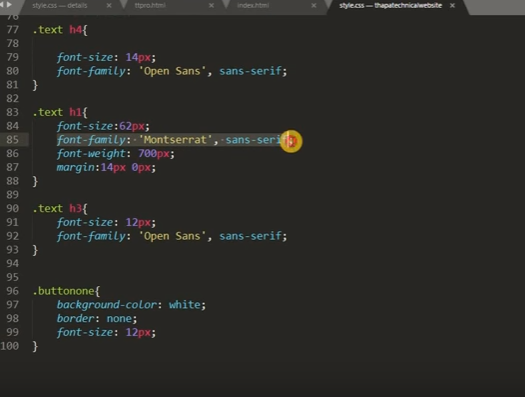 style.css — details
ttpro.html
index.html
style.css — thapatechnicalwebsite
76
77 .text h4{
78
79 font-size: 14px;
80 font-family: 'Open Sans', sans-serif;
81 }
82
83 .text h1{
84 font-size:62px;
85 font-family: 'Montserrat', sans-serif
86 font-weight: 700px;
87 margin:14px 0px;
88 }
89
90 .text h3{
91 font-size: 12px;
92 font-family: 'Open Sans', sans-serif;
93 }
94
95
96 .buttonone{
97 background-color: white;
98 border: none;
99 font-size: 12px;
100 }